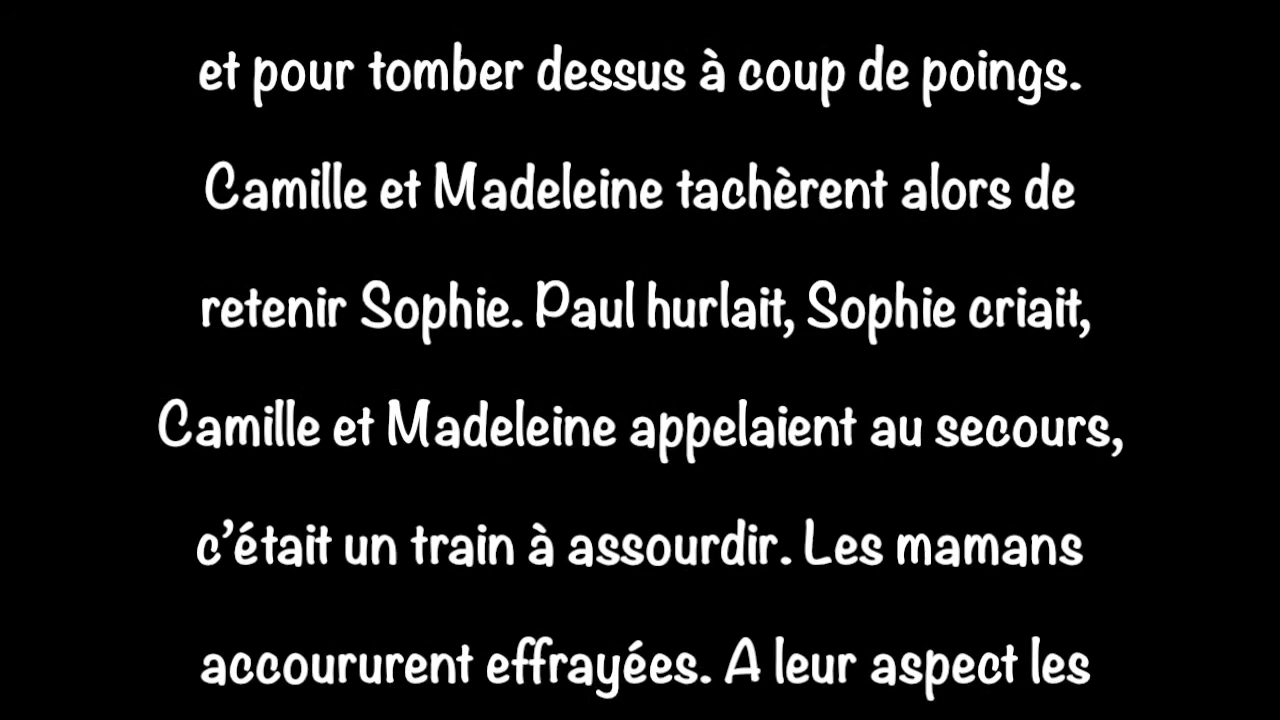 et pour tomber dessus à coup de poings.
Camille et Madeleine tachèrent alors de
retenir Sophie. Paul hurlait, Sophie criait,
Camille et Madeleine appelaient au secours,
c’était un train à assourdir. Les mamans
accoururent effrayées. A leur aspect les